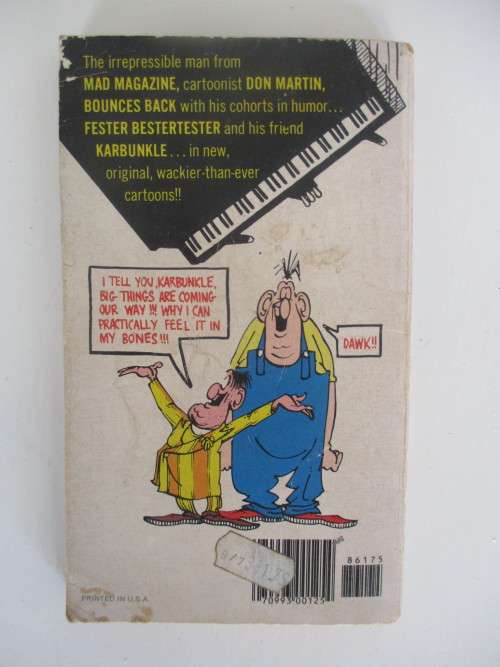 The irrepressible man from
MAD MAGAZINE, cartoonist DON MARTIN,
BOUNCES BACK with his cohorts in humor...
FESTER BESTERTESTER and his friend
KARBUNKLE... in new,
original, wackier-than-ever
cartoons!!
I TELL YOU, KARBUNKLE,
BIG THINGS ARE COMING
OUR WAY!!! WHY I CAN
PRACTICALLY FEEL IT IN
MY BONES!!!
DAWK!!
86175
70993 00125
PRINTED IN U.S.A.